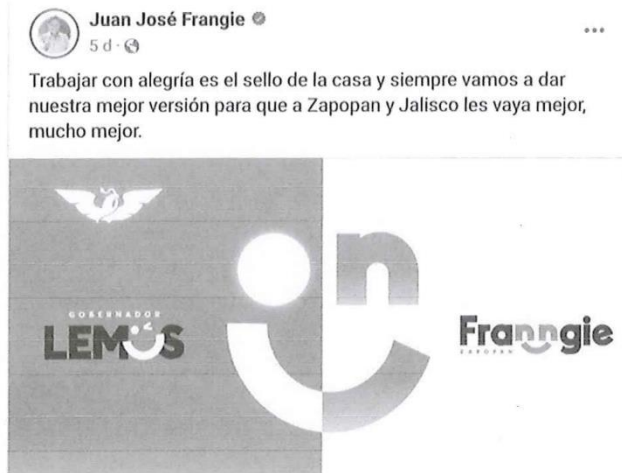 Juan José Frangie
5 d ·
Trabajar con alegría es el sello de la casa y siempre vamos a dar
nuestra mejor versión para que a Zapopan y Jalisco les vaya mejor,
mucho mejor.
GOBERNADOR
LEMUS
n
Franngie
ZAPOPAN